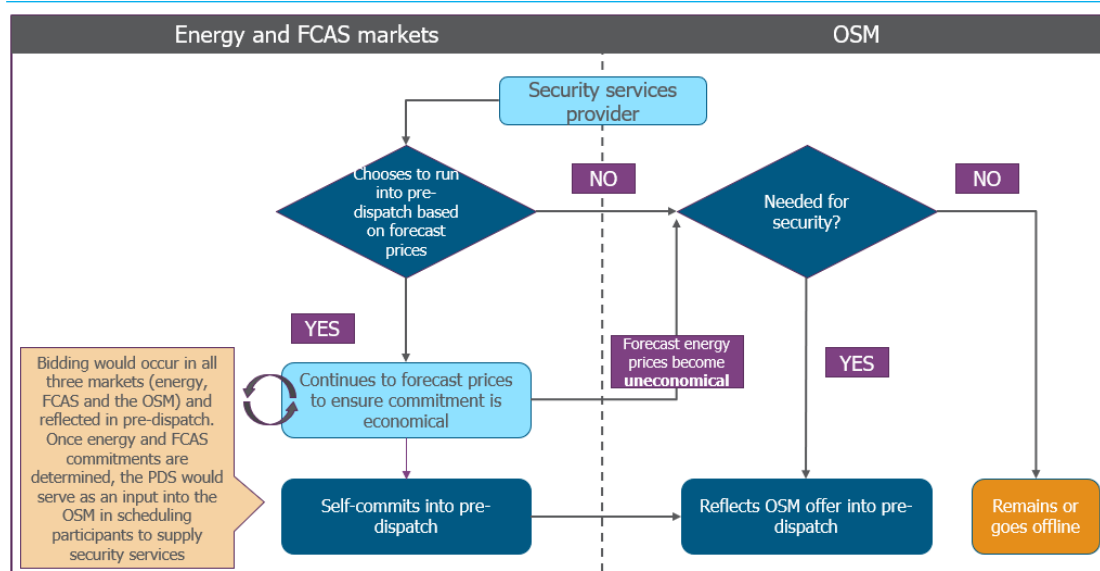 Energy and FCAS markets
OSM
Security services
provider
Chooses to run
into pre-
dispatch based
on forecast
prices
NO
Needed for
security?
NO
YES
Forecast energy
prices become
uneconomical
YES
Bidding would occur in all
three markets (energy,
FCAS and the OSM) and
reflected in pre-dispatch.
Once energy and FCAS
commitments are
determined, the PDS would
serve as an input into the
OSM in scheduling
participants to supply
security services
Continues to forecast prices
to ensure commitment is
economical
Self-commits into pre-
dispatch
Reflects OSM offer into pre-
dispatch
Remains or
goes offline